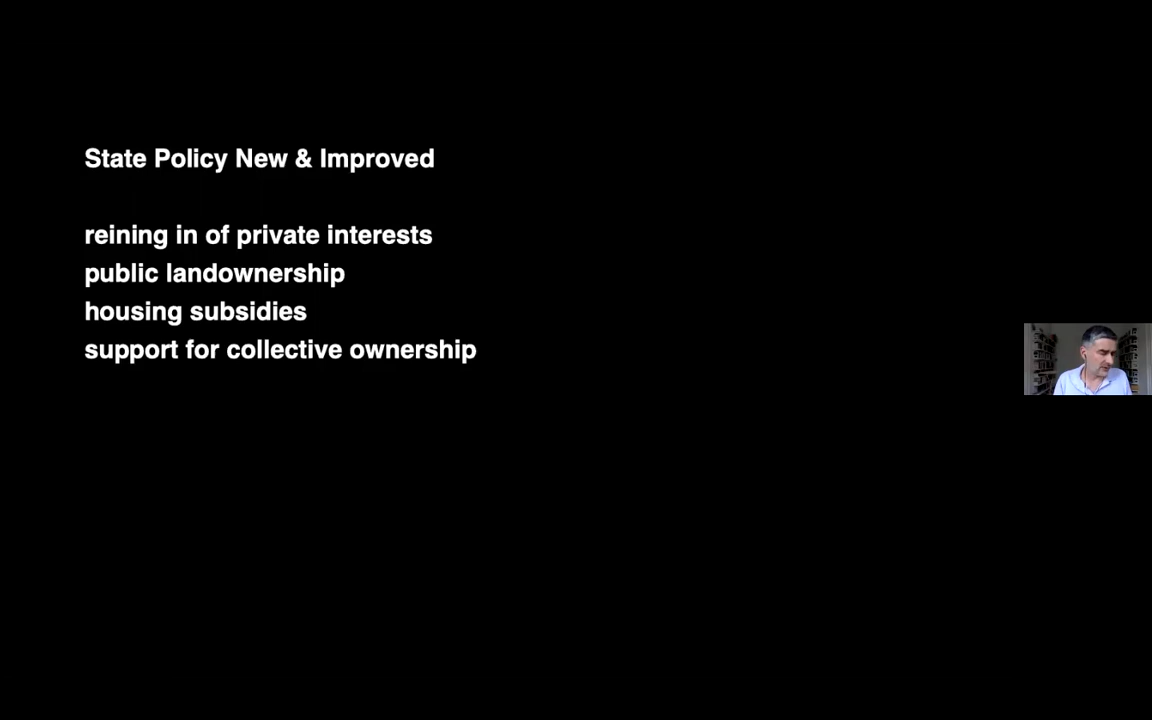 State Policy New & Improved
reining in of private interests
public landownership
housing subsidies
support for collective ownership